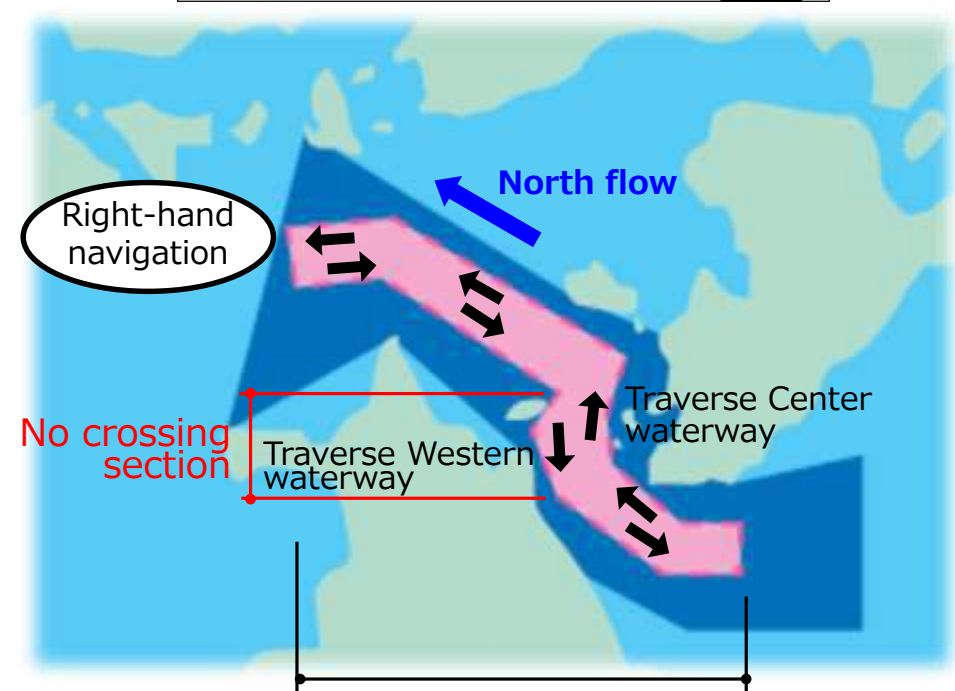 North flow
Right-hand
navigation
Traverse Center
waterway
No crossing
section
Traverse Western
waterway